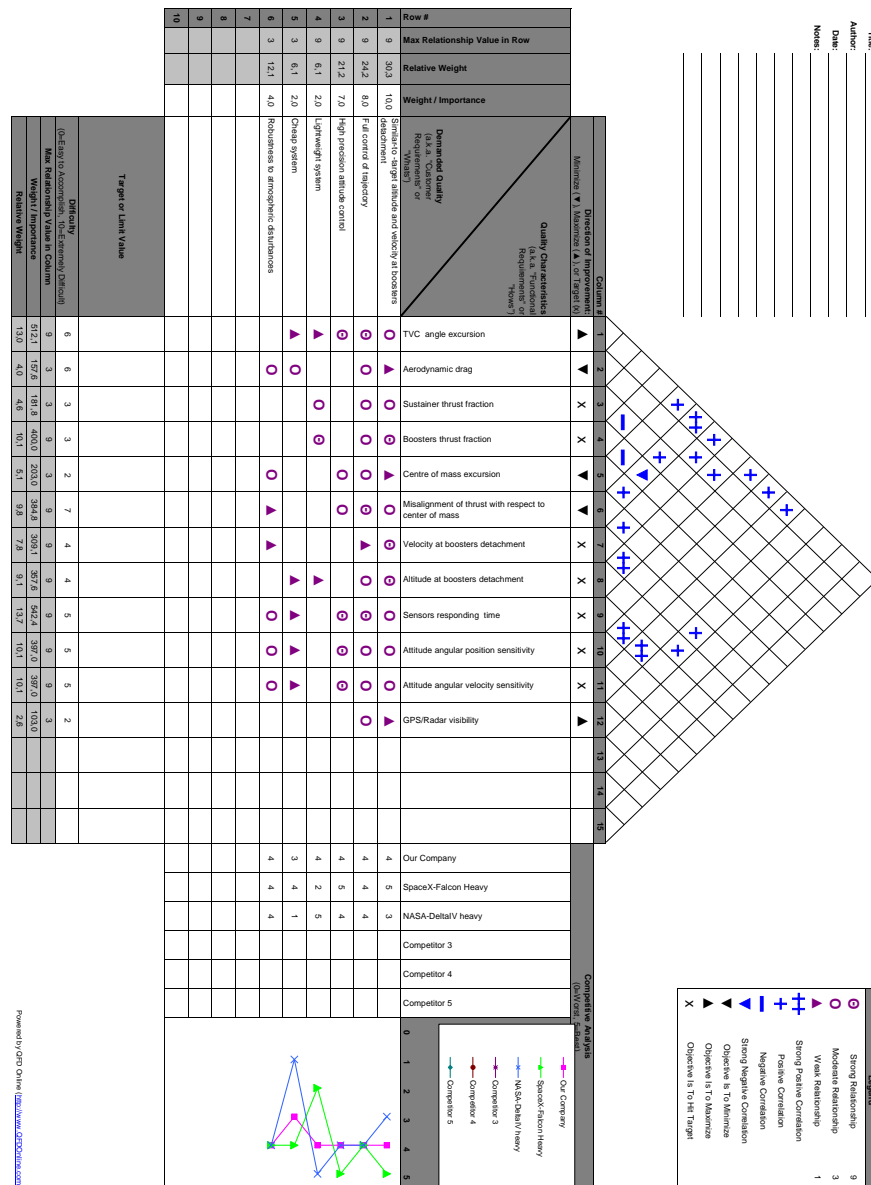 Author:
Date:
Notes:
Legend
Strong Relationship 9
Moderate Relationship 3
Weak Relationship 1
Strong Positive Correlation
Positive Correlation
Negative Correlation
Strong Negative Correlation
Objective Is To Minimize
Objective Is To Maximize
X Objective Is To Hit Target
Column # 1 2 3 4 5 6 7 8 9 10 11 12 13 14 15
Direction of Improvement:
Minimize (▼), Maximize (▲), or Target (x)
▼ ▲ X X ▲ ▲ X X X X X ▼
Competitive Analysis
(0=Worst, 5=Best)
Row #
Max Relationship Value in Row
Relative Weight
Weight / Importance
Quality Characteristics
(a.k.a. "Functional
Requirements" or
"Hows")
Demanded Quality
(a.k.a. "Customer
Requirements" or
"Whats")
TVC angle excursion
Aerodynamic drag
Sustainer thrust fraction
Boosters thrust fraction
Centre of mass excursion
Misalignment of thrust with respect to
center of mass
Velocity at boosters detachment
Altitude at boosters detachment
Sensors responding time
Attitude angular position sensitivity
Attitude angular velocity sensitivity
GPS/Radar visibility
Our Company
SpaceX-Falcon Heavy
NASA-DeltaIV heavy
Competitor 3
Competitor 4
Competitor 5
0 1 2 3 4 5
Our Company
SpaceX-Falcon Heavy
NASA-DeltaIV heavy
Competitor 3
Competitor 4
Competitor 5
1 9 30,3 10,0 Similar-to -target altitude and velocity at boosters
detachment
4 5 3
2 9 24,2 8,0 Full control of trajectory 4 4 4
3 9 21,2 7,0 High precision attitude control 4 5 4
4 9 6,1 2,0 Lightweight system 4 2 5
5 3 6,1 2,0 Cheap system 3 4 1
6 3 12,1 4,0 Robustness to atmospheric disturbances 4 4 4
7
8
9
10
Target or Limit Value
Difficulty
(0=Easy to Accomplish, 10=Extremely Difficult)
6 6 3 3 2 7 4 4 5 5 5 2
Max Relationship Value in Column 9 3 3 9 3 9 9 9 9 9 9 3
Weight / Importance 512,1 157,6 181,8 400,0 203,0 384,8 309,1 357,6 542,4 397,0 397,0 103,0
Relative Weight 13,0 4,0 4,6 10,1 5,1 9,8 7,8 9,1 13,7 10,1 10,1 2,6
Powered by QFD Online (http://www.QFDOnline.com)